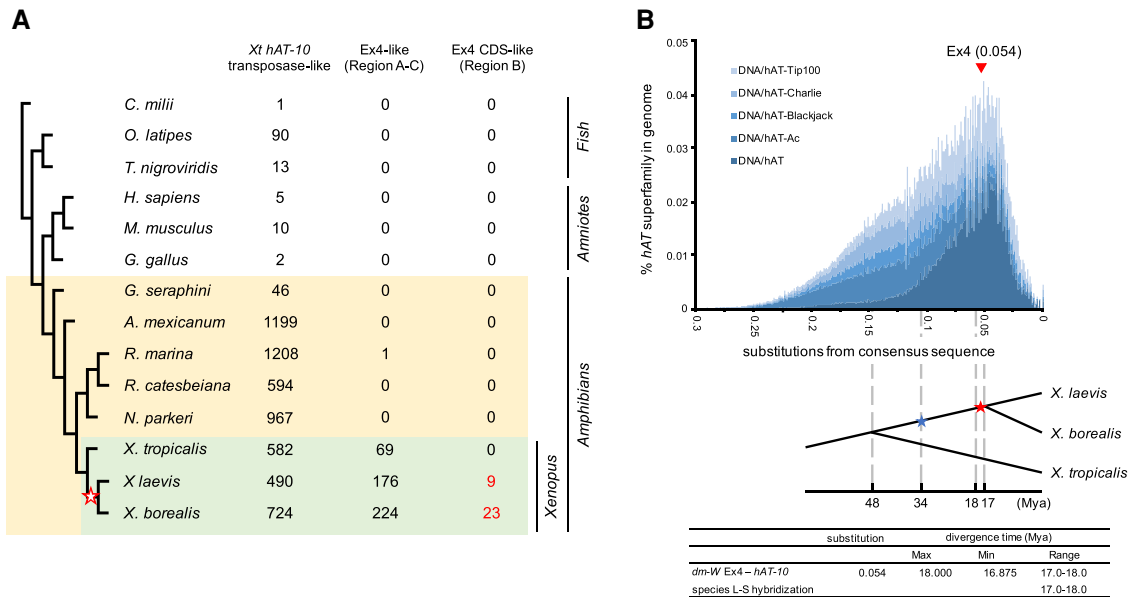 A
Xt hAT-10 transposase-like Ex4-like (Region A-C) Ex4 CDS-like (Region B)
C. milii 1 0 0
O. latipes 90 0 0
T. nigroviridis 13 0 0
H. sapiens 5 0 0
M. musculus 10 0 0
G. gallus 2 0 0
G. seraphini 46 0 0
A. mexicanum 1199 0 0
R. marina 1208 1 0
R. catesbeiana 594 0 0
N. parkeri 967 0 0
X. tropicalis 582 69 0
X laevis 490 176 9
X. borealis 724 224 23
Fish
Amniotes
Amphibians
Xenopus
B
Ex4 (0.054)
DNA/hAT-Tip100
DNA/hAT-Charlie
DNA/hAT-Blackjack
DNA/hAT-Ac
DNA/hAT
% hAT superfamily in genome
0.05
0.04
0.03
0.02
0.01
0
0.3 0.25 0.2 0.15 0.1 0.05 0
substitutions from consensus sequence
X. laevis
X. borealis
X. tropicalis
48 34 18 17 (Mya)
substitution divergence time (Mya)
Max Min Range
dm-W Ex4 – hAT-10 0.054 18.000 16.875 17.0-18.0
species L-S hybridization 17.0-18.0